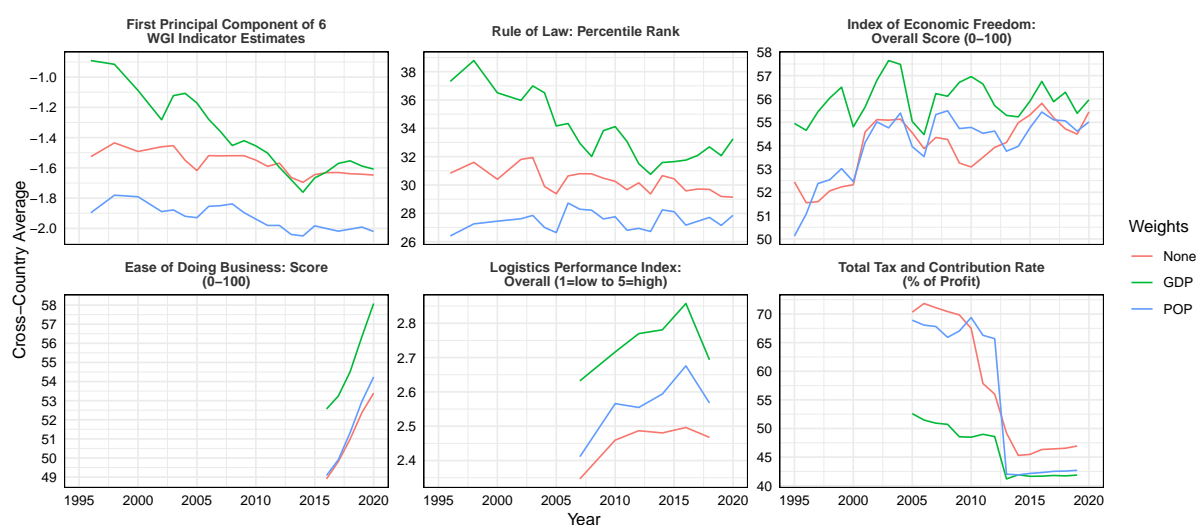 First Principal Component of 6
WGI Indicator Estimates
Rule of Law: Percentile Rank
Index of Economic Freedom:
Overall Score (0−100)
−1.0
−1.2
−1.4
−1.6
−1.8
−2.0
38
36
34
32
30
28
26
58
57
56
55
54
53
52
51
50
Ease of Doing Business: Score
(0−100)
Logistics Performance Index:
Overall (1=low to 5=high)
Total Tax and Contribution Rate
(% of Profit)
58
57
56
55
54
53
52
51
50
49
2.8
2.7
2.6
2.5
2.4
70
65
60
55
50
45
40
1995 2000 2005 2010 2015 2020
1995 2000 2005 2010 2015 2020
1995 2000 2005 2010 2015 2020
Year
Cross−Country Average
Weights
None
GDP
POP